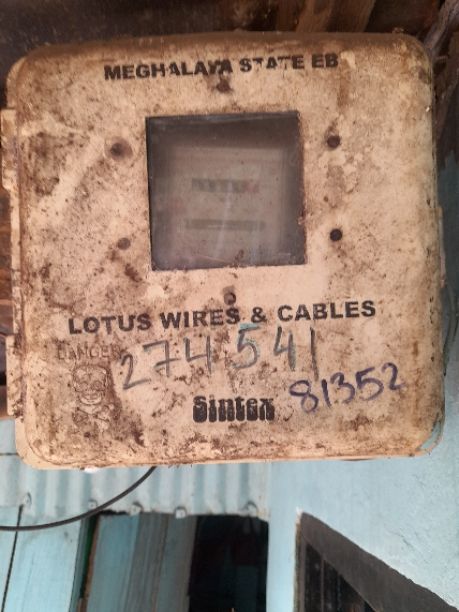 MEGHALAYA STATE EB
LOTUS WIRES & CABLES
DANGER
274541
Sintex
81352